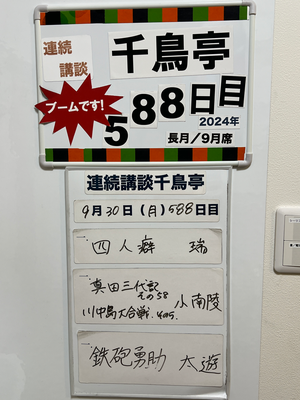 連続
講談
千鳥亭
ブームです!
588日目
2024年
長月/9月席
連続講談千鳥亭
9月30日(月)588日目
一、四人癖 瑞
一、真田三代記
その58
川中島大合戦 小南陵
一、鉄砲勇助 太遊